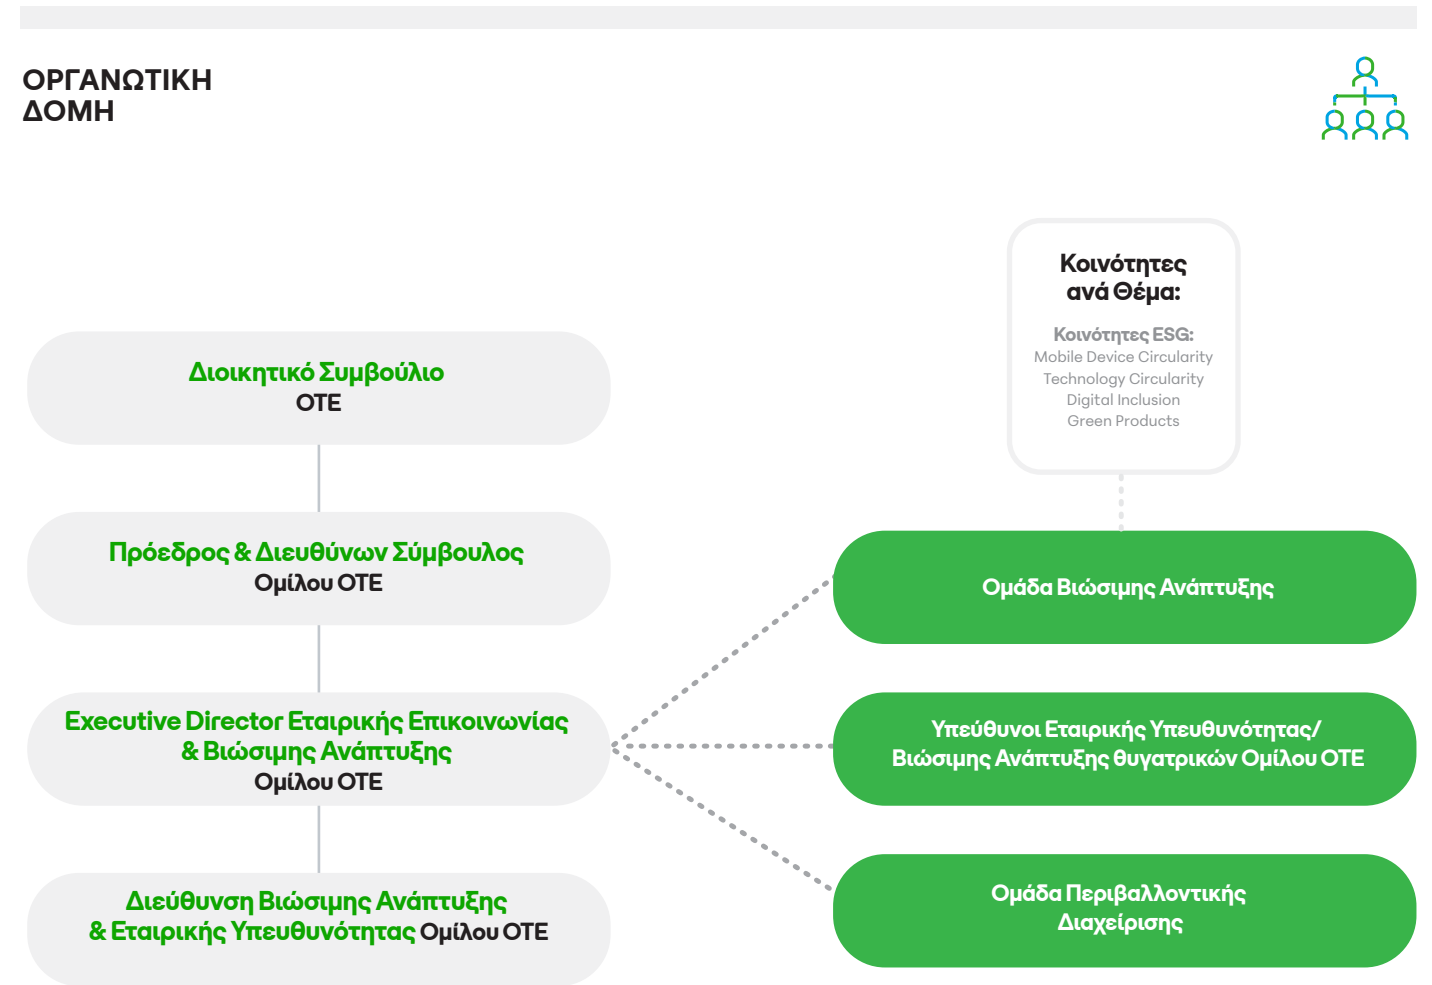 ΟΡΓΑΝΩΤΙΚΗ
ΔΟΜΗ
Κοινότητες
ανά Θέμα:
Κοινότητες ESG:
Mobile Device Circularity
Technology Circularity
Digital Inclusion
Green Products
Διοικητικό Συμβούλιο
ΟΤΕ
Πρόεδρος & Διευθύνων Σύμβουλος
Ομίλου ΟΤΕ
Executive Director Εταιρικής Επικοινωνίας
& Βιώσιμης Ανάπτυξης
Ομίλου ΟΤΕ
Διεύθυνση Βιώσιμης Ανάπτυξης
& Εταιρικής Υπευθυνότητας Ομίλου ΟΤΕ
Ομάδα Βιώσιμης Ανάπτυξης
Υπεύθυνοι Εταιρικής Υπευθυνότητας/
Βιώσιμης Ανάπτυξης θυγατρικών Ομίλου ΟΤΕ
Ομάδα Περιβαλλοντικής
Διαχείρισης